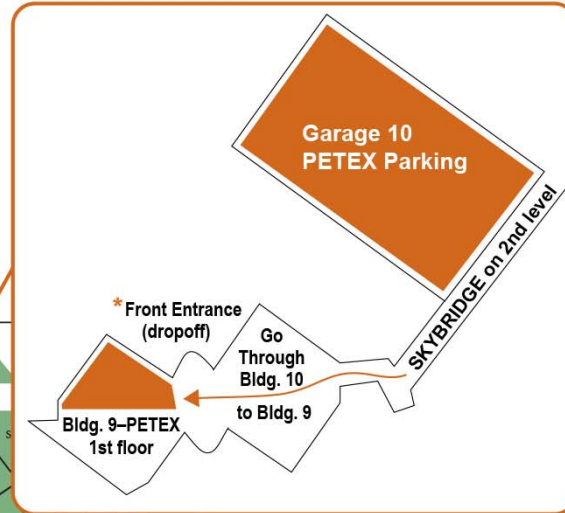 Garage 10
PETEX Parking
SKYBRIDGE on 2nd level
* Front Entrance
(dropoff)
Go
Through
Bldg. 10
to Bldg. 9
Bldg. 9–PETEX
1st floor